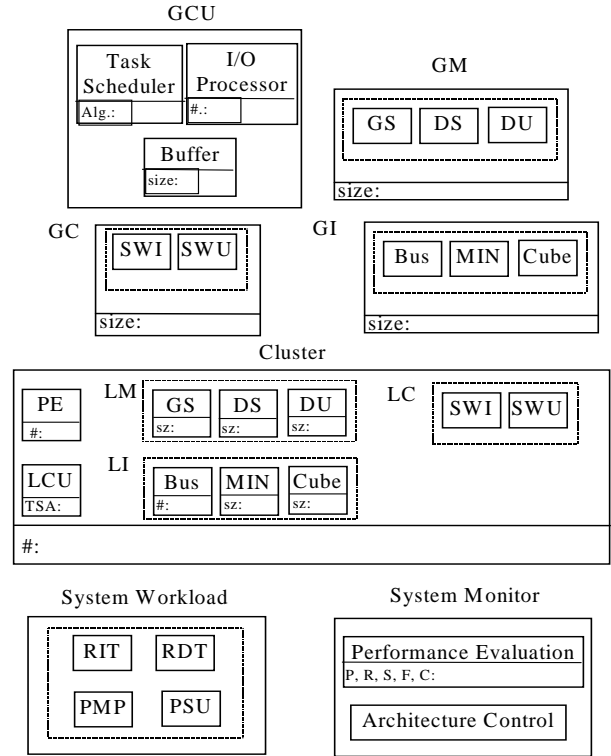 GCU
Task
Scheduler
Alg.:
I/O
Processor
#.:
Buffer
size:
GM
GS DS DU
size:
GC
SWI SWU
size:
GI
Bus MIN Cube
size:
Cluster
PE
#:
LM
GS DS DU
sz: sz: sz:
LC
SWI SWU
LCU
TSA:
LI
Bus MIN Cube
#: sz: sz:
#:
System Workload
RIT RDT
PMP PSU
System Monitor
Performance Evaluation
P, R, S, F, C:
Architecture Control